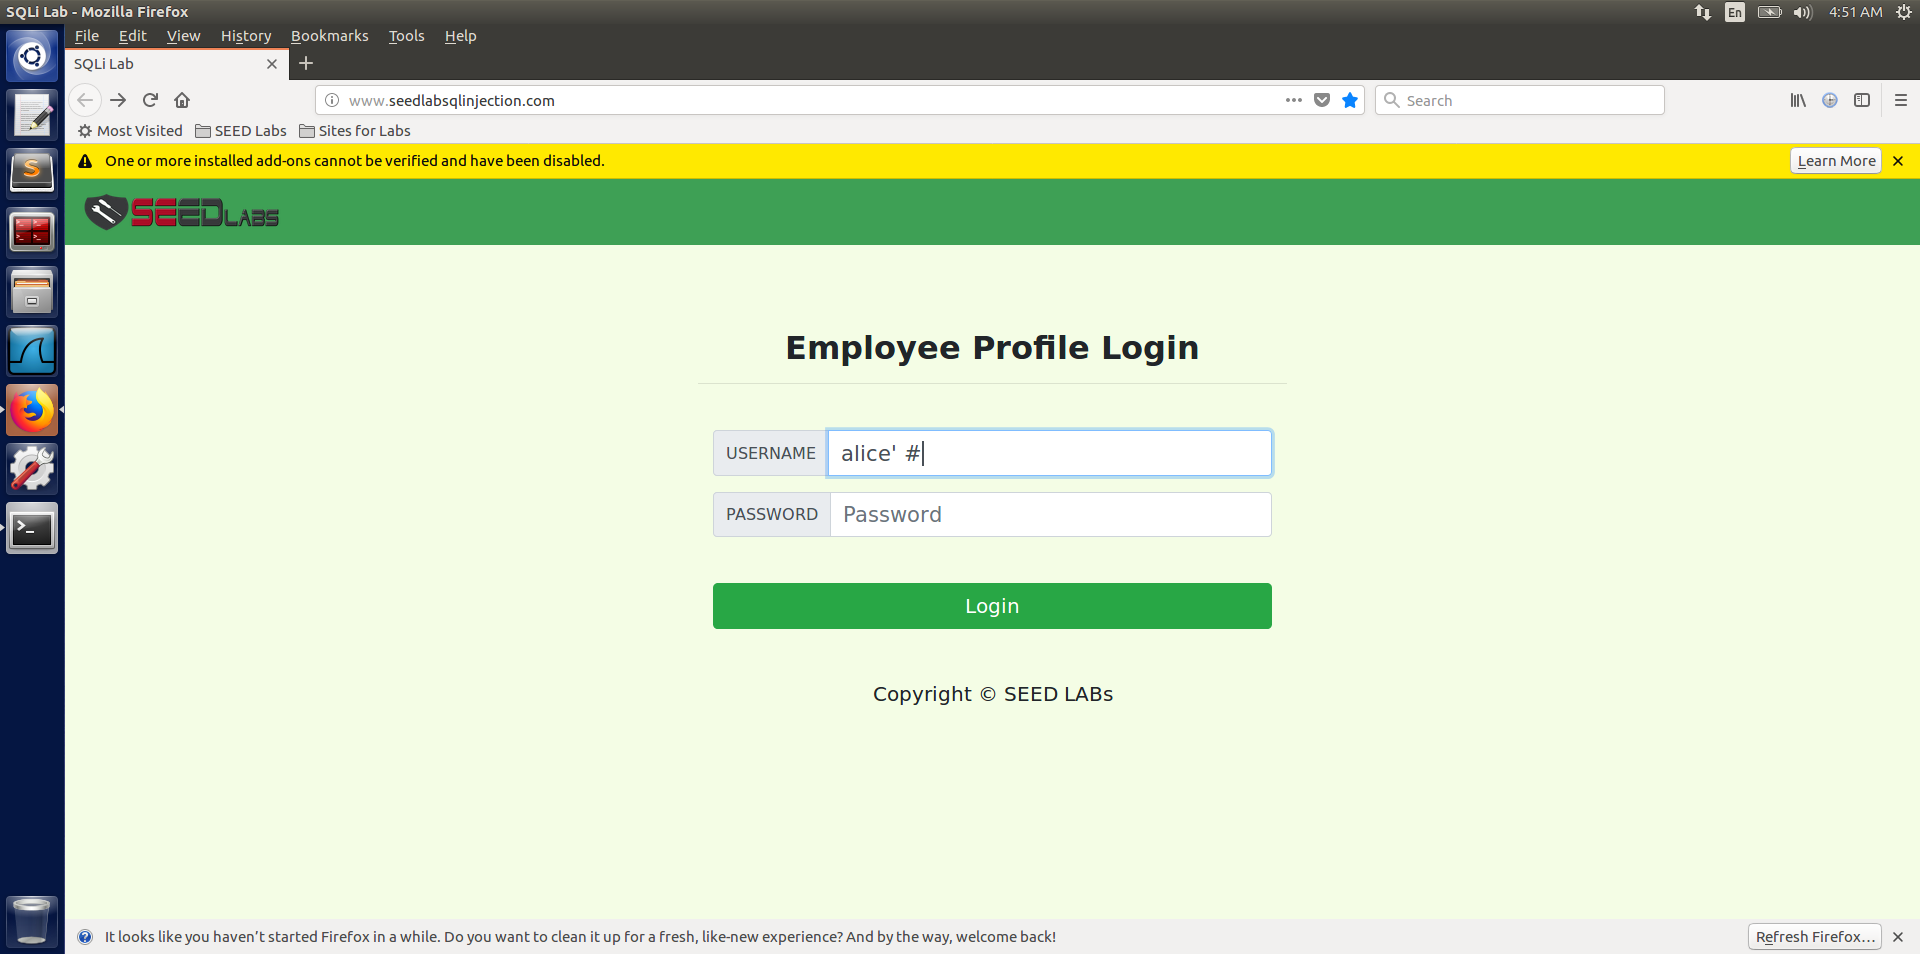 SQLi Lab - Mozilla Firefox
En
4:51 AM
File Edit View History Bookmarks Tools Help
SQLi Lab
www.seedlabsqlinjection.com
Search
Most Visited SEED Labs Sites for Labs
One or more installed add-ons cannot be verified and have been disabled.
Learn More
SEEDLABS
Employee Profile Login
USERNAME alice' #
PASSWORD Password
Login
Copyright © SEED LABs
It looks like you haven’t started Firefox in a while. Do you want to clean it up for a fresh, like-new experience? And by the way, welcome back!
Refresh Firefox…